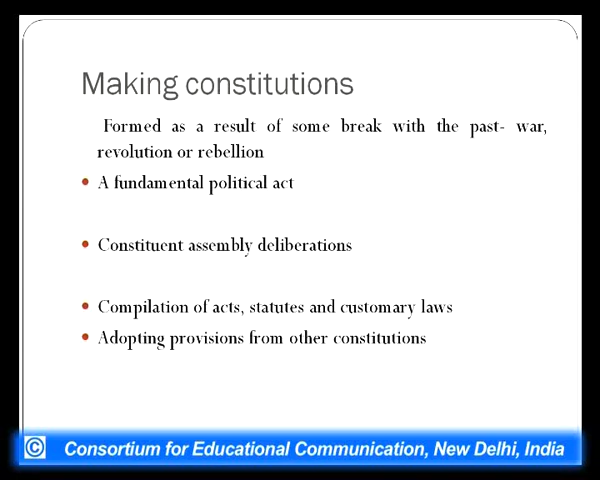 Making constitutions
Formed as a result of some break with the past- war,
revolution or rebellion
• A fundamental political act
• Constituent assembly deliberations
• Compilation of acts, statutes and customary laws
• Adopting provisions from other constitutions
© Consortium for Educational Communication, New Delhi, India